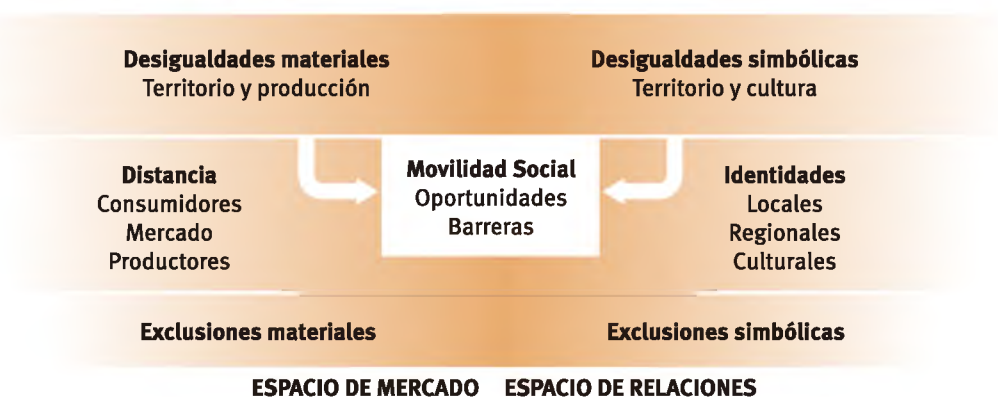 Desigualdades materiales
Territorio y producción
Desigualdades simbólicas
Territorio y cultura
Distancia
Consumidores
Mercado
Productores
Movilidad Social
Oportunidades
Barreras
Identidades
Locales
Regionales
Culturales
Exclusiones materiales
Exclusiones simbólicas
ESPACIO DE MERCADO ESPACIO DE RELACIONES